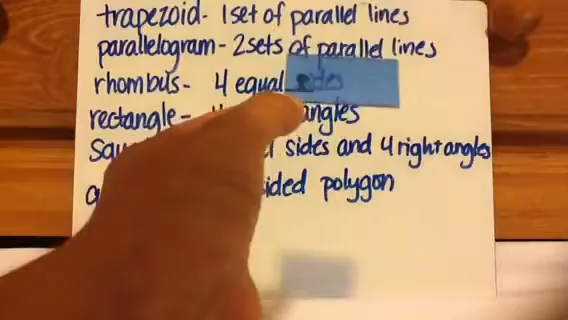 trapezoid- 1 set of parallel lines
parallelogram- 2 sets of parallel lines
rhombus- 4 equal sides
rectangle- angles
sides and 4 right angles
polygon